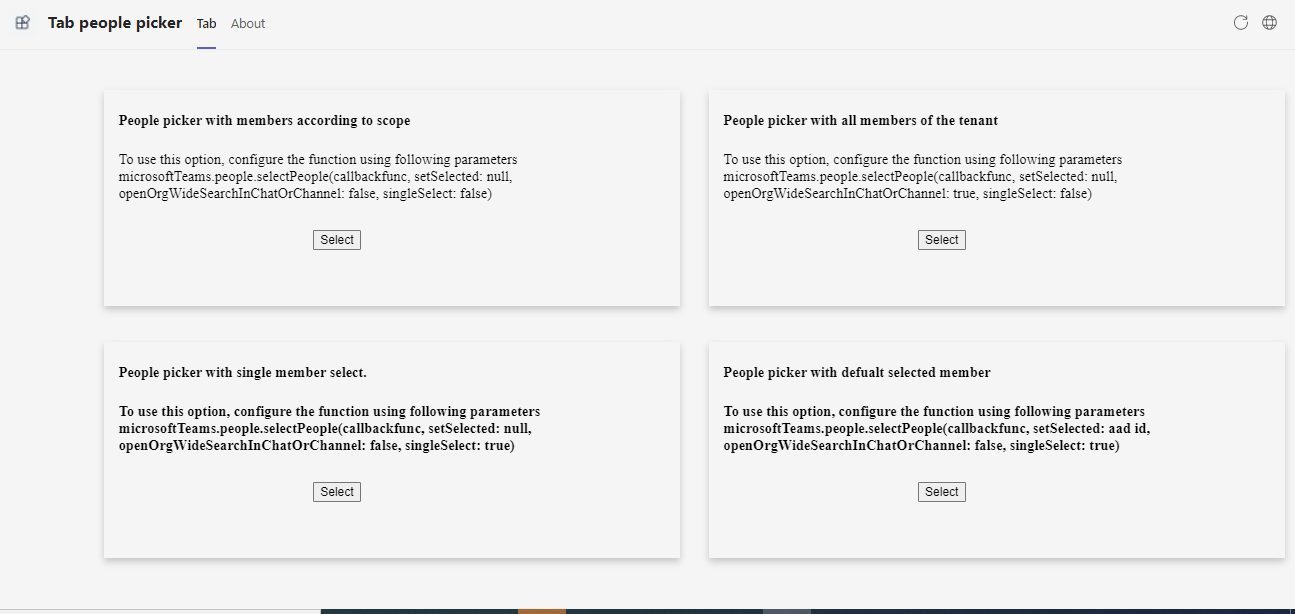 Tab people picker Tab About
People picker with members according to scope
To use this option, configure the function using following parameters
microsoftTeams.people.selectPeople(callbackfunc, setSelected: null,
openOrgWideSearchInChatOrChannel: false, singleSelect: false)
Select
People picker with all members of the tenant
To use this option, configure the function using following parameters
microsoftTeams.people.selectPeople(callbackfunc, setSelected: null,
openOrgWideSearchInChatOrChannel: true, singleSelect: false)
Select
People picker with single member select.
To use this option, configure the function using following parameters
microsoftTeams.people.selectPeople(callbackfunc, setSelected: null,
openOrgWideSearchInChatOrChannel: false, singleSelect: true)
Select
People picker with defualt selected member
To use this option, configure the function using following parameters
microsoftTeams.people.selectPeople(callbackfunc, setSelected: aad id,
openOrgWideSearchInChatOrChannel: false, singleSelect: true)
Select